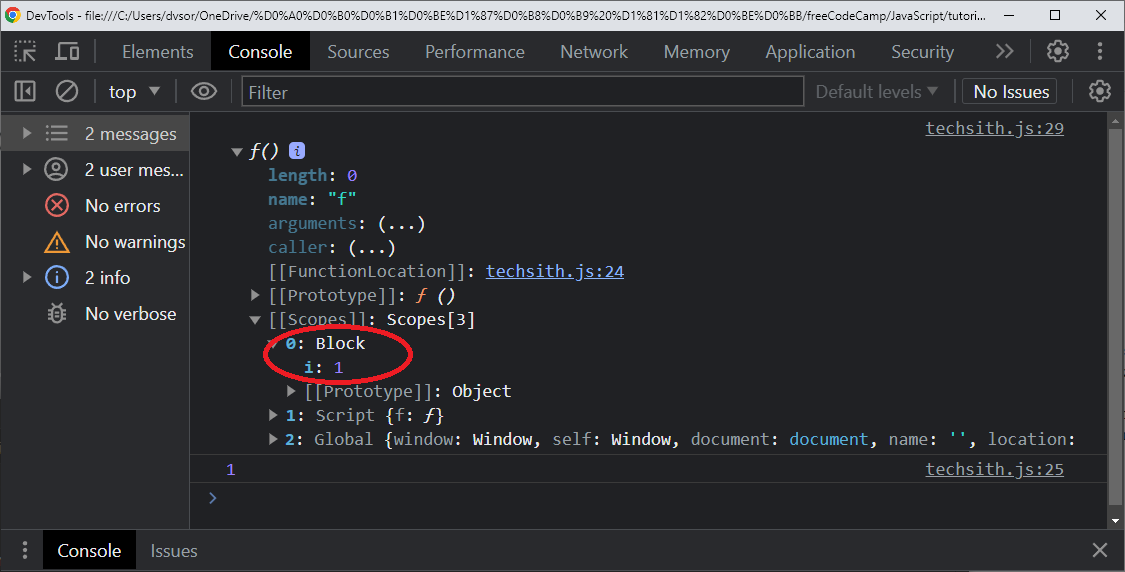 DevTools - file:///C:/Users/dvsor/OneDrive/%D0%A0%D0%B0%D0%B1%D0%BE%D1%87%D0%B8%D0%B9%20%D1%81%D1%82%D0%BE%D0%BB/freeCodeCamp/JavaScript/tutori...
Elements Console Sources Performance Network Memory Application Security
top Filter Default levels No Issues
2 messages
2 user mes...
No errors
No warnings
2 info
No verbose
techsith.js:29
f() i
length: 0
name: "f"
arguments: (...)
caller: (...)
[[FunctionLocation]]: techsith.js:24
[[Prototype]]: ƒ ()
[[Scopes]]: Scopes[3]
0: Block
i: 1
[[Prototype]]: Object
1: Script {f: ƒ}
2: Global {window: Window, self: Window, document: document, name: '', location:
1 techsith.js:25
Console Issues